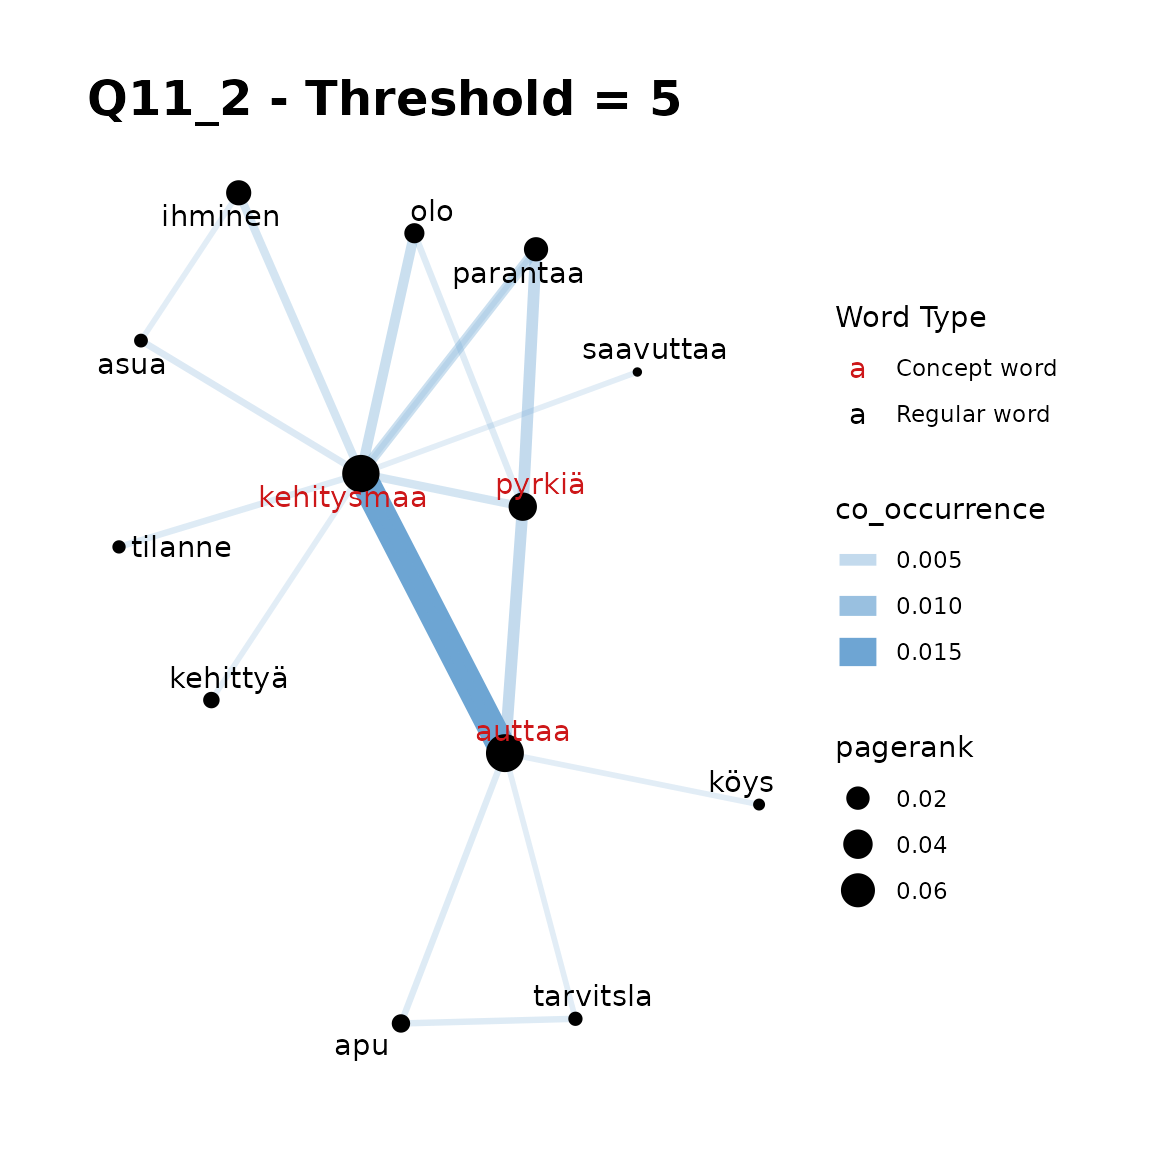 Q11_2 - Threshold = 5
ihminen
olo
parantaa
saavuttaa
asua
kehitysmaa
pyrkiä
tilanne
kehittyä
auttaa
köys
tarvitsla
apu
Word Type
a Concept word
a Regular word
co_occurrence
0.005
0.010
0.015
pagerank
0.02
0.04
0.06